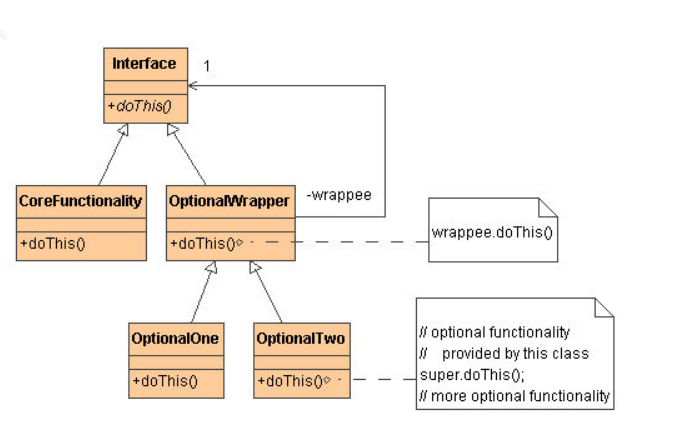 Interface
1
+doThis()
CoreFunctionality
OptionalWrapper
-wrappee
+doThis()
+doThis()
wrappee.doThis()
OptionalOne
OptionalTwo
+doThis()
+doThis()
// optional functionality
// provided by this class
super.doThis();
// more optional functionality